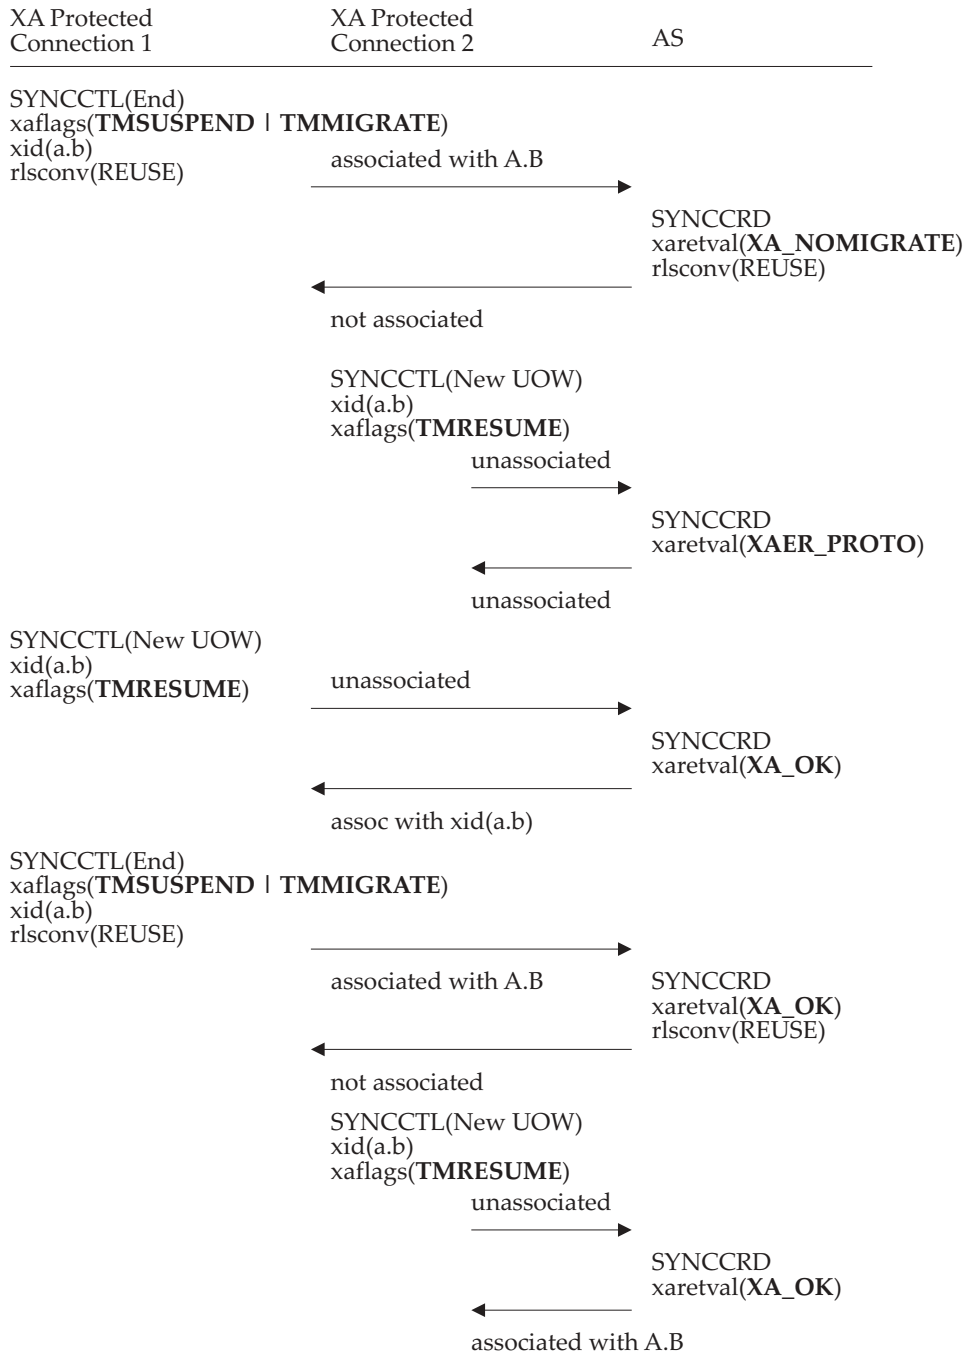 XA Protected
Connection 1
XA Protected
Connection 2
AS
SYNCCTL(End)
xaflags(TMSUSPEND | TMMIGRATE)
xid(a.b)
rlsconv(REUSE)
associated with A.B
SYNCCRD
xaretval(XA_NOMIGRATE)
rlsconv(REUSE)
not associated
SYNCCTL(New UOW)
xid(a.b)
xaflags(TMRESUME)
unassociated
SYNCCRD
xaretval(XAER_PROTO)
unassociated
SYNCCTL(New UOW)
xid(a.b)
xaflags(TMRESUME)
unassociated
SYNCCRD
xaretval(XA_OK)
assoc with xid(a.b)
SYNCCTL(End)
xaflags(TMSUSPEND | TMMIGRATE)
xid(a.b)
rlsconv(REUSE)
associated with A.B
SYNCCRD
xaretval(XA_OK)
rlsconv(REUSE)
not associated
SYNCCTL(New UOW)
xid(a.b)
xaflags(TMRESUME)
unassociated
SYNCCRD
xaretval(XA_OK)
associated with A.B